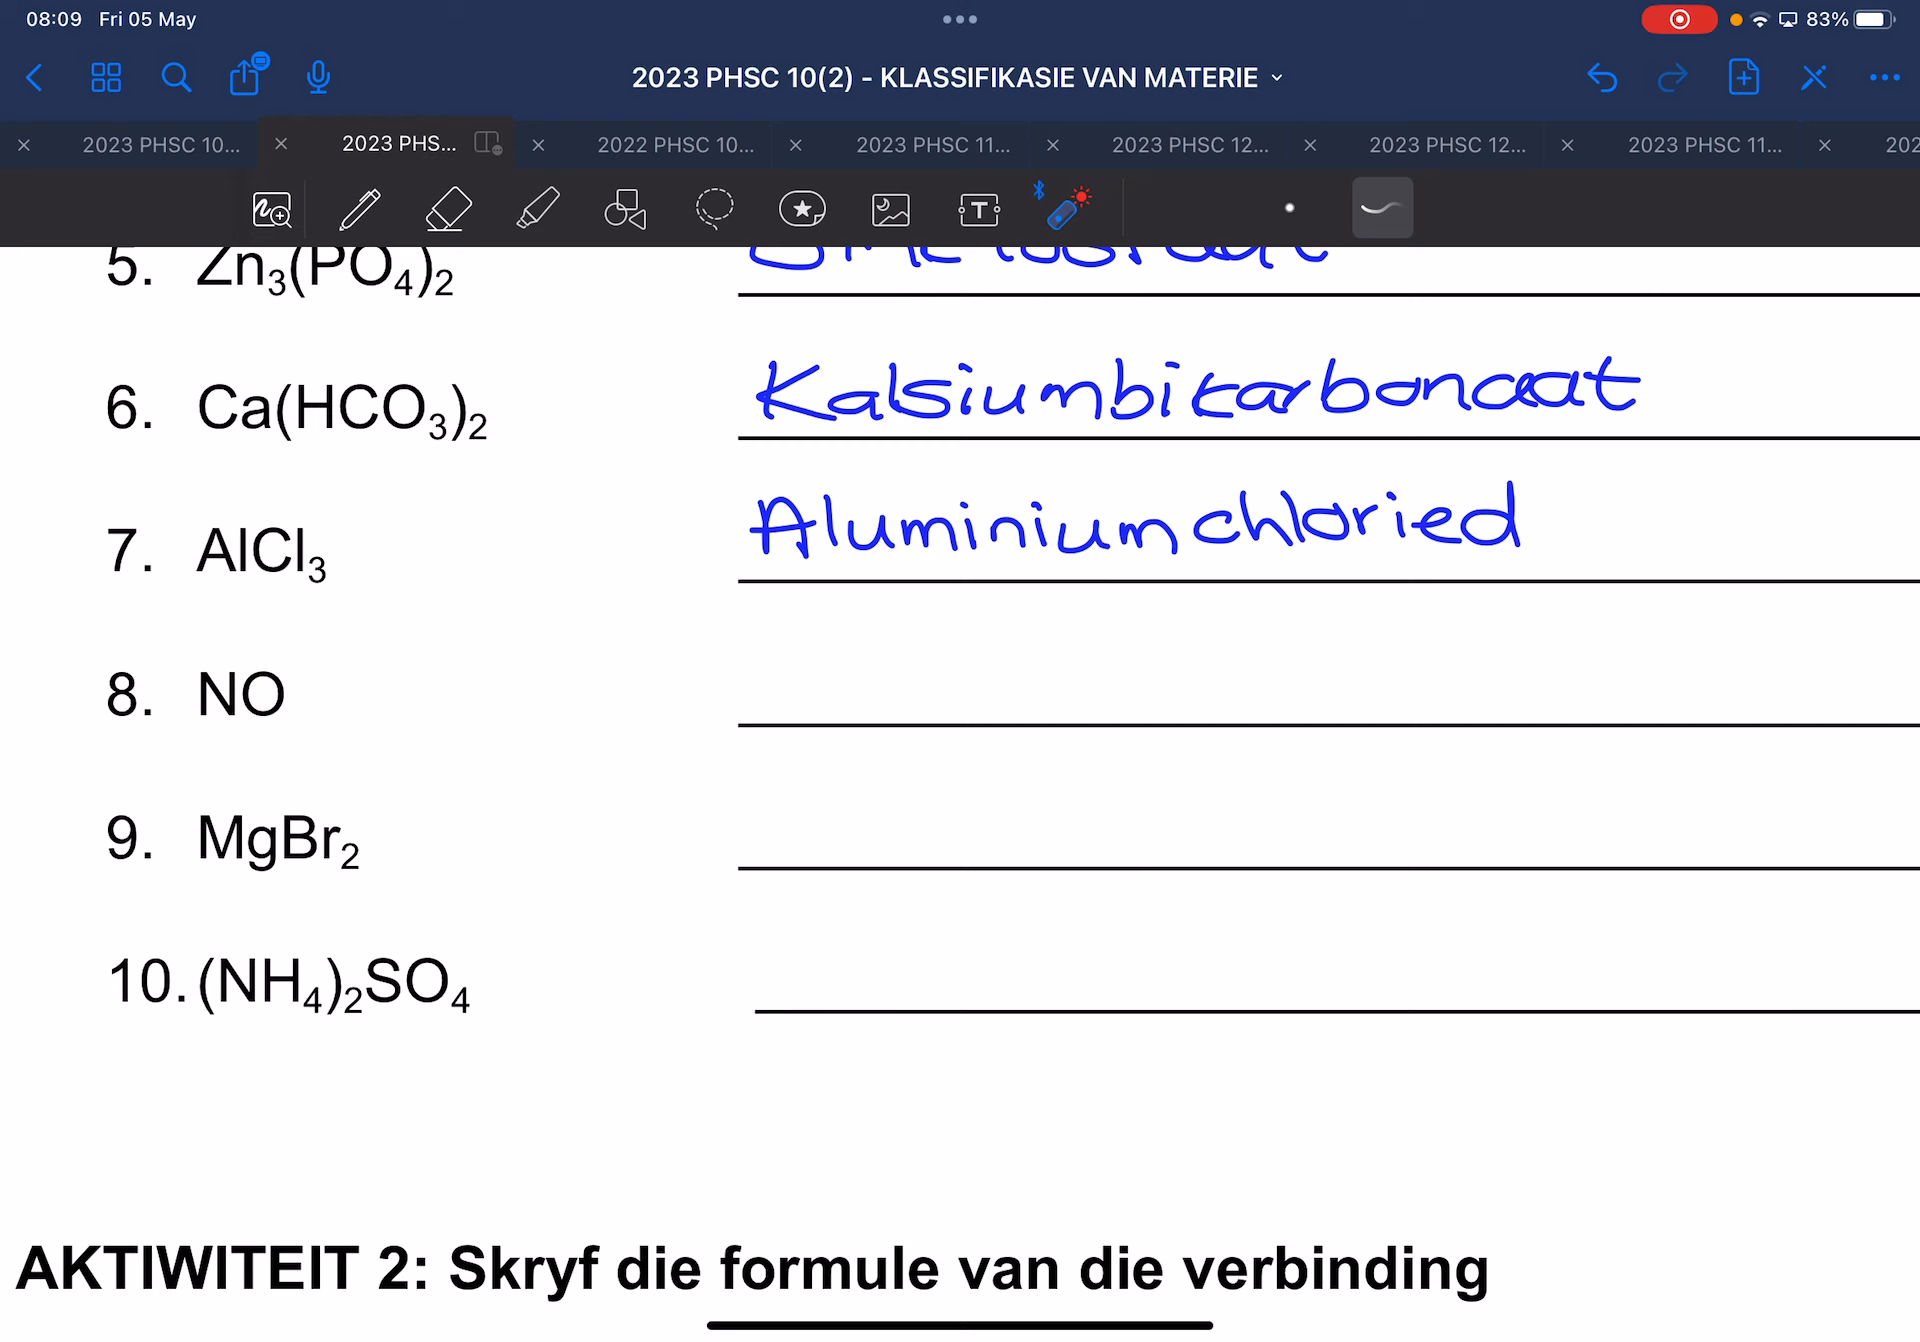 08:09 Fri 05 May
83%
2023 PHSC 10(2) - KLASSIFIKASIE VAN MATERIE
2023 PHSC 10... 2023 PHS... 2022 PHSC 10... 2023 PHSC 11... 2023 PHSC 12... 2023 PHSC 12... 2023 PHSC 11... 202
T
5. Zn₃(PO₄)₂
6. Ca(HCO₃)₂ Kalsiumbikarbonaat
7. AlCl₃ Aluminiumchloried
8. NO
9. MgBr₂
10. (NH₄)₂SO₄
AKTIWITEIT 2: Skryf die formule van die verbinding